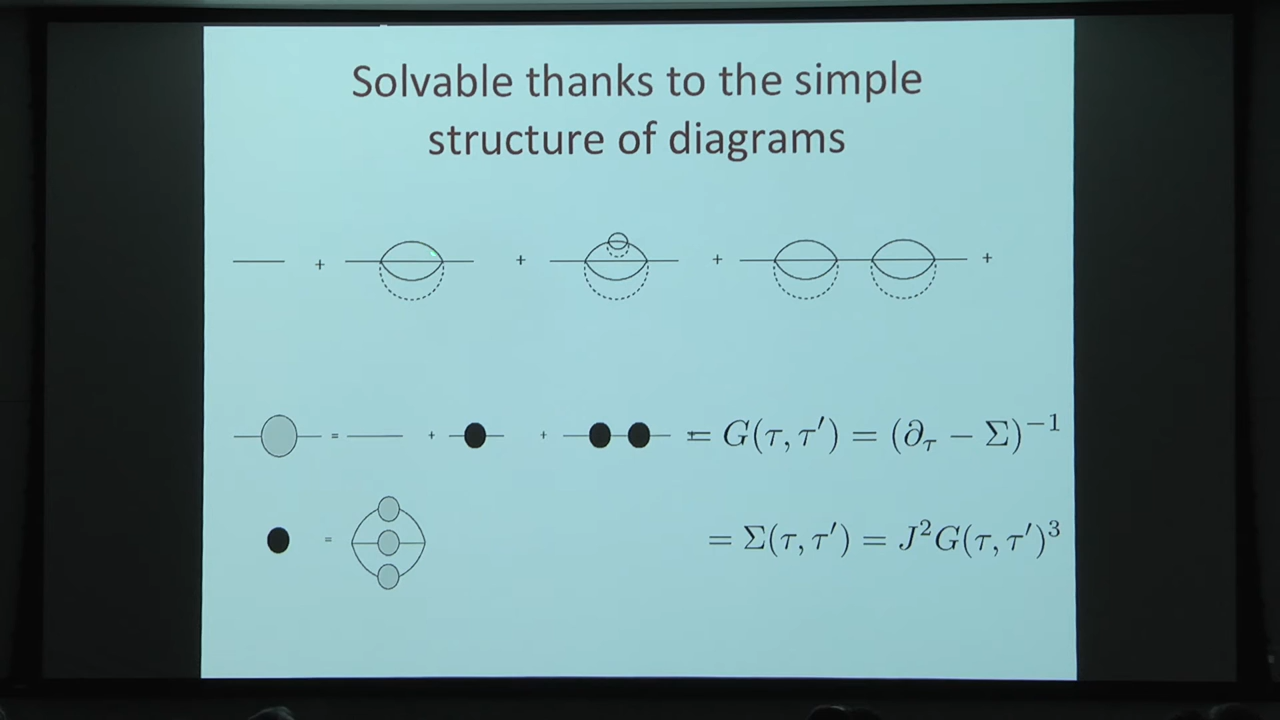 Solvable thanks to the simple
structure of diagrams
+ + + +
= + + = G(τ, τ′) = (∂τ − Σ)⁻¹
= = Σ(τ, τ′) = J²G(τ, τ′)³